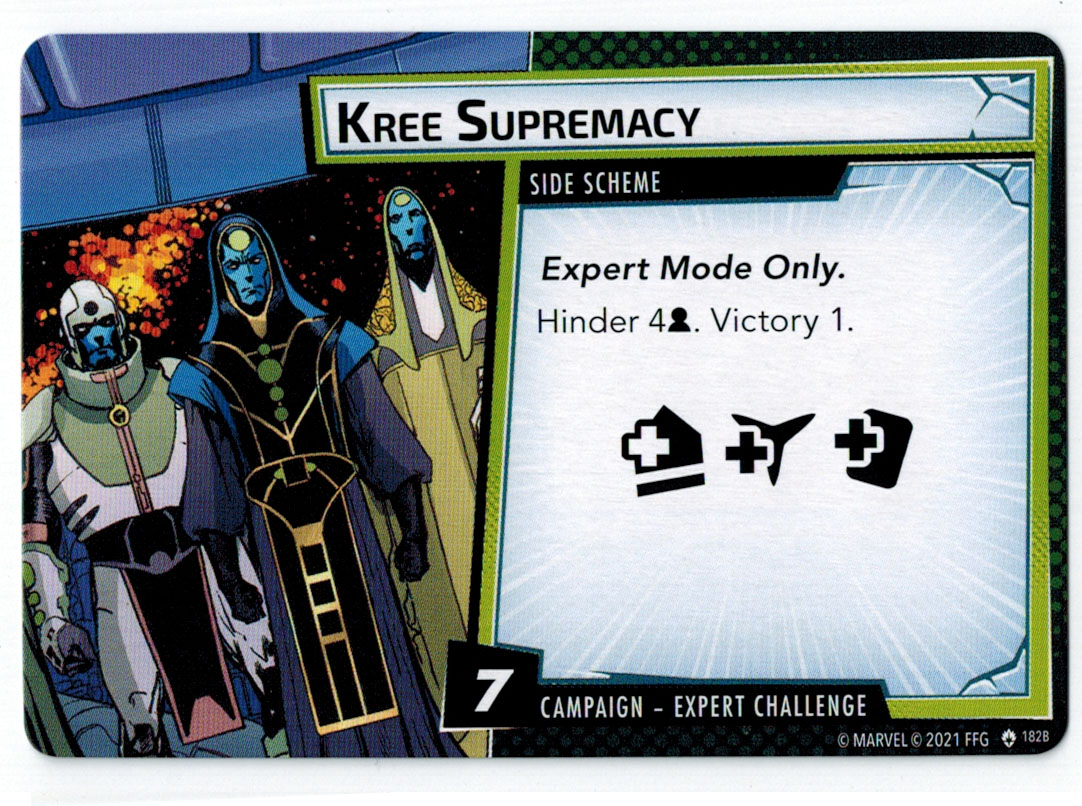 KREE SUPREMACY
SIDE SCHEME
Expert Mode Only.
Hinder 4. Victory 1.
7
CAMPAIGN – EXPERT CHALLENGE
© MARVEL © 2021 FFG 182B